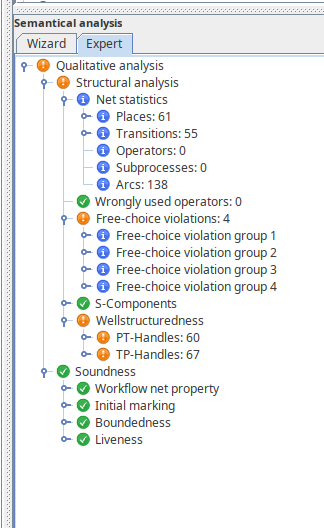 Semantical analysis
Wizard Expert
Qualitative analysis
Structural analysis
Net statistics
Places: 61
Transitions: 55
Operators: 0
Subprocesses: 0
Arcs: 138
Wrongly used operators: 0
Free-choice violations: 4
Free-choice violation group 1
Free-choice violation group 2
Free-choice violation group 3
Free-choice violation group 4
S-Components
Wellstructuredness
PT-Handles: 60
TP-Handles: 67
Soundness
Workflow net property
Initial marking
Boundedness
Liveness